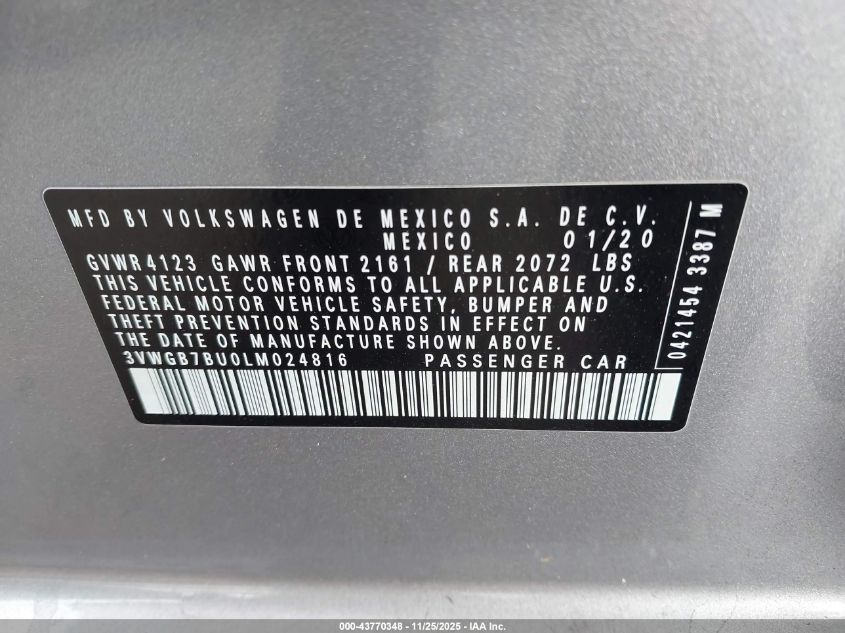 MFD BY VOLKSWAGEN DE MEXICO S.A. DE C.V.
MEXICO 01/20
GVWR 4123 GAWR FRONT 2161 / REAR 2072 LBS
THIS VEHICLE CONFORMS TO ALL APPLICABLE U.S.
FEDERAL MOTOR VEHICLE SAFETY, BUMPER AND
THEFT PREVENTION STANDARDS IN EFFECT ON
THE DATE OF MANUFACTURE SHOWN ABOVE.
3VWGB7BU0LM024816 PASSENGER CAR
0421454 3387 M
000-43770348 - 11/25/2025 - IAA Inc.